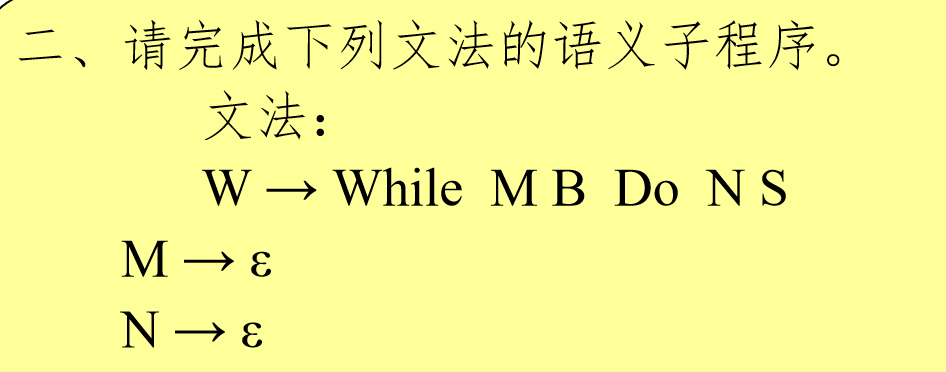 二、请完成下列文法的语义子程序。
文法：
W → While M B Do N S
M → ε
N → ε